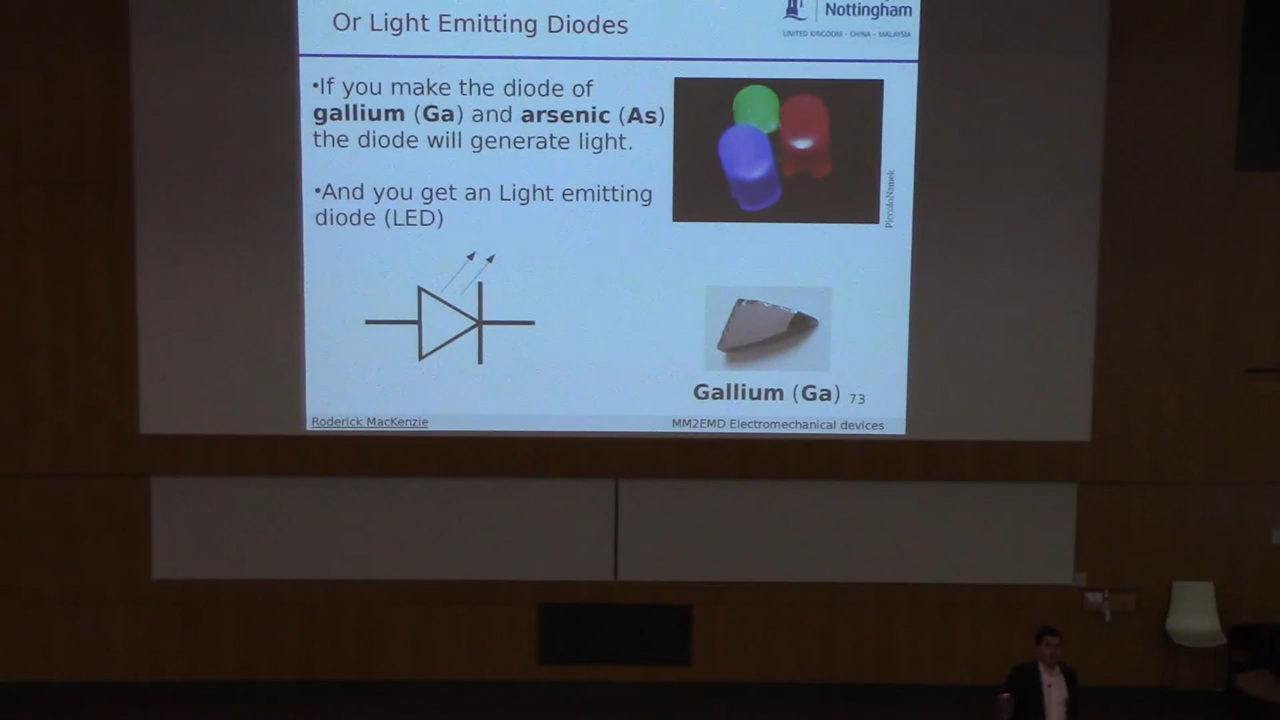 Or Light Emitting Diodes
Nottingham
UNITED KINGDOM · CHINA · MALAYSIA
•If you make the diode of
gallium (Ga) and arsenic (As)
the diode will generate light.
•And you get an Light emitting
diode (LED)
PiccoloNamek
Gallium (Ga) 73
Roderick MacKenzie
MM2EMD Electromechanical devices